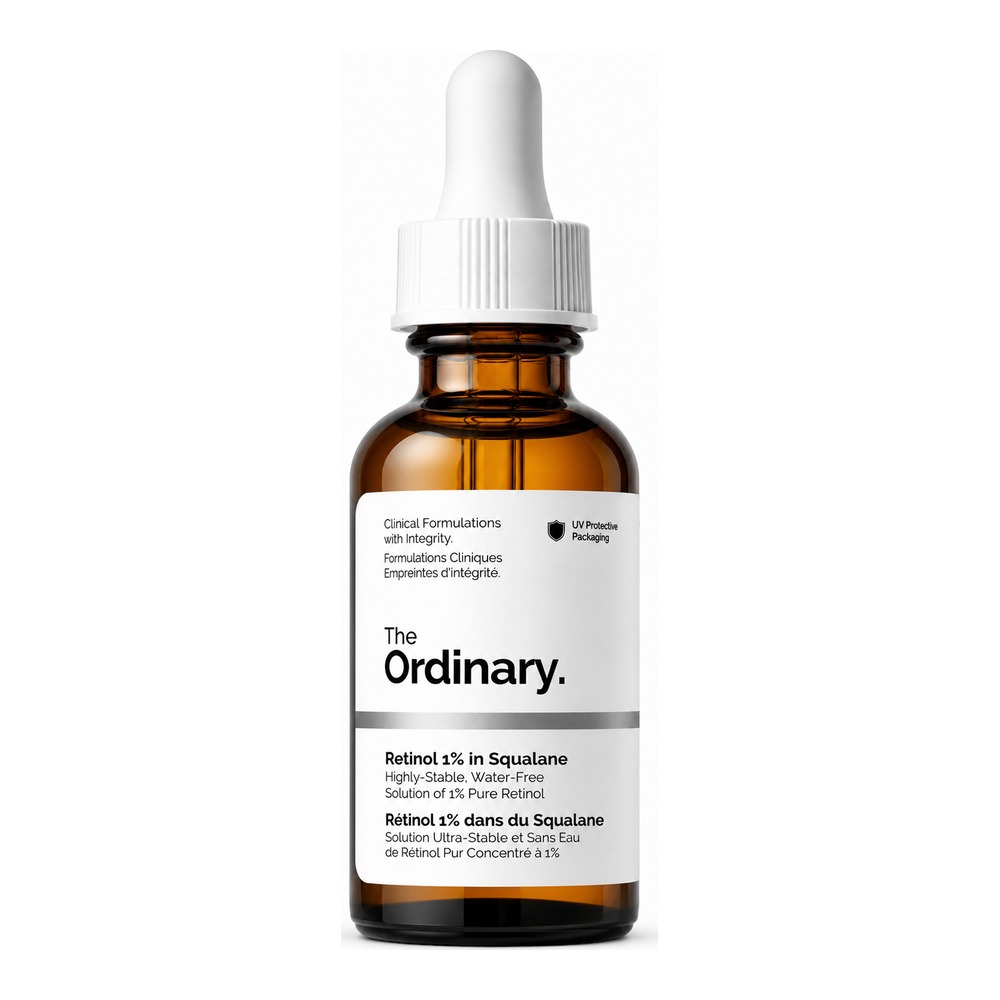 Clinical Formulations
with Integrity.
Formulations Cliniques
Empreintes d'intégrité.
UV Protective
Packaging
The
Ordinary.
Retinol 1% in Squalane
Highly-Stable, Water-Free
Solution of 1% Pure Retinol
Rétinol 1% dans du Squalane
Solution Ultra-Stable et Sans Eau
de Rétinol Pur Concentré à 1%